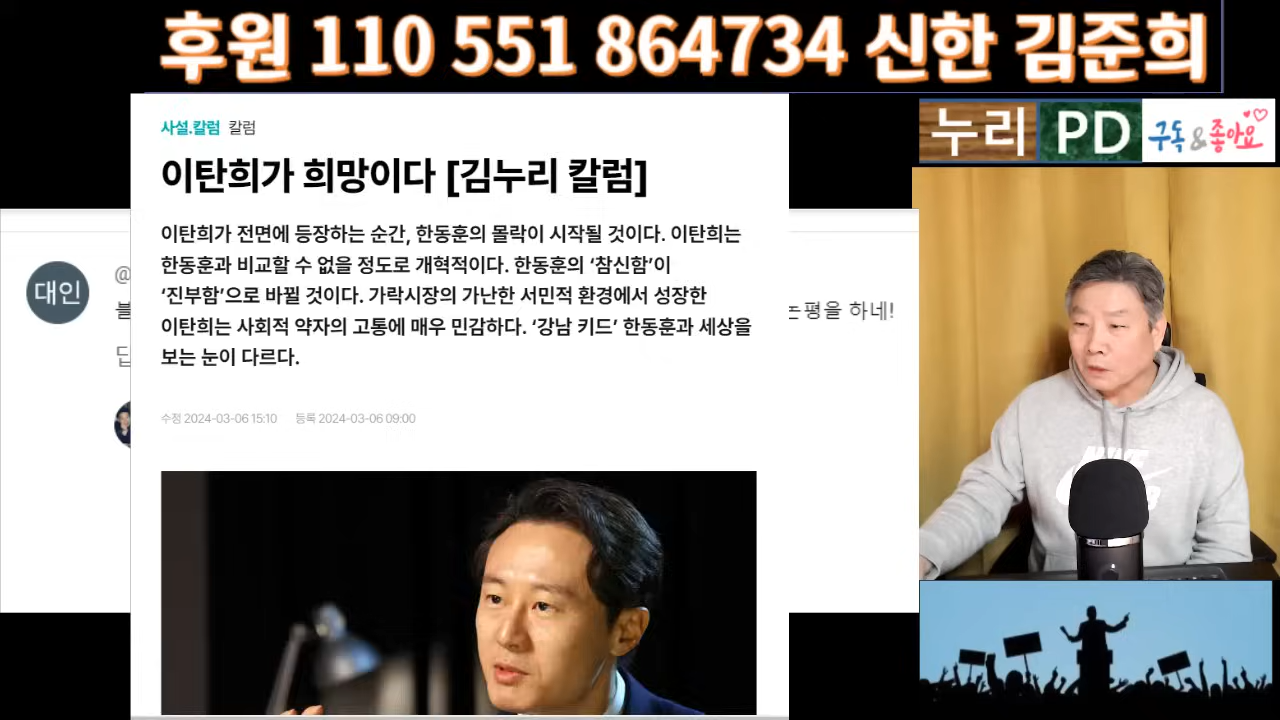 후원 110 551 864734 신한 김준희
누리 PD 구독 & 좋아요
사설.칼럼 칼럼
이탄희가 희망이다 [김누리 칼럼]
이탄희가 전면에 등장하는 순간, 한동훈의 몰락이 시작될 것이다. 이탄희는
한동훈과 비교할 수 없을 정도로 개혁적이다. 한동훈의 ‘참신함’이
‘진부함’으로 바뀔 것이다. 가락시장의 가난한 서민적 환경에서 성장한
이탄희는 사회적 약자의 고통에 매우 민감하다. ‘강남 키드’ 한동훈과 세상을
보는 눈이 다르다.
수정 2024-03-06 15:10 등록 2024-03-06 09:00
대인
@
평을 하네!